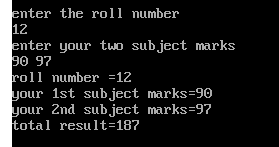 enter the roll number
12
enter your two subject marks
90 97
roll number =12
your 1st subject marks=90
your 2nd subject marks=97
total result=187